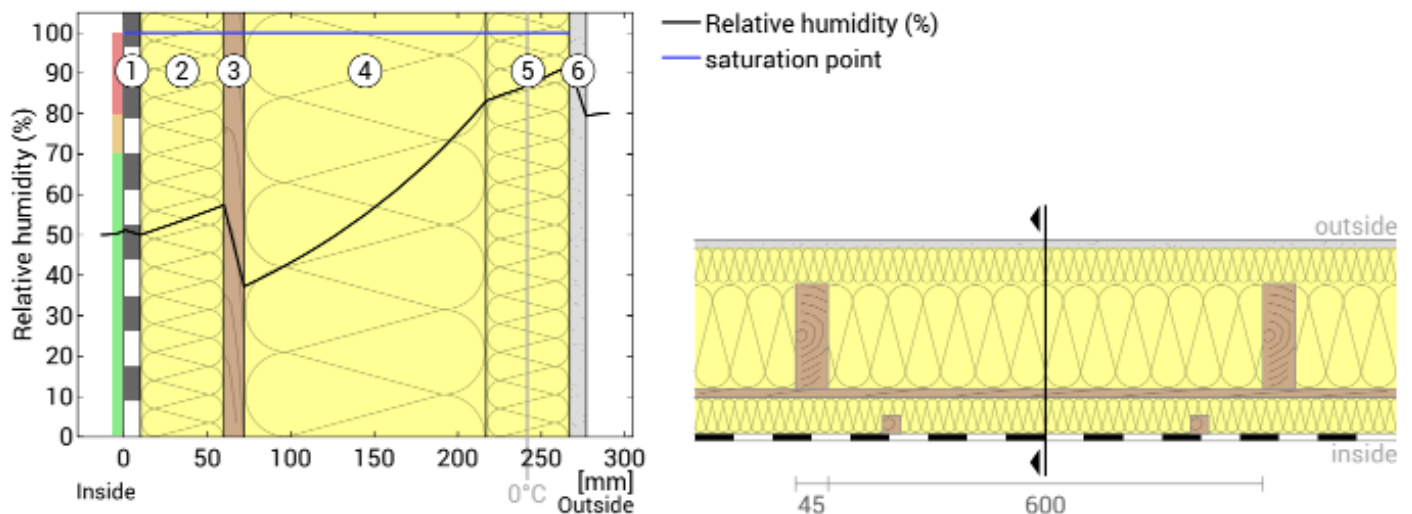 Relative humidity (%)
saturation point
100
90
80
70
60
50
40
30
20
10
0
Relative humidity (%)
1 2 3 4 5 6
0 50 100 150 200 250 300
[mm]
Inside
0°C
Outside
outside
inside
45 600